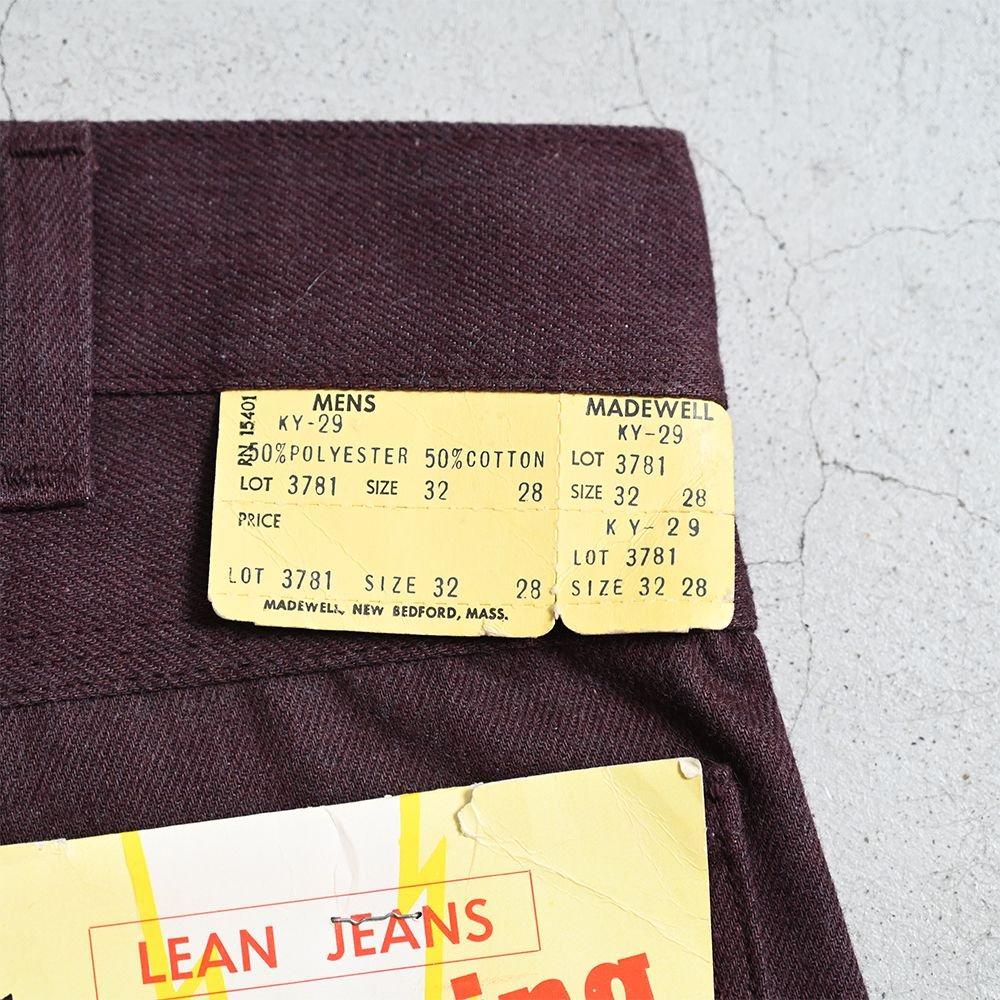 RN 15401
MENS
KY-29
50%POLYESTER 50%COTTON
LOT 3781 SIZE 32 28
PRICE
LOT 3781 SIZE 32 28
MADEWELL, NEW BEDFORD, MASS.
MADEWELL
KY-29
LOT 3781
SIZE 32 28
KY-29
LOT 3781
SIZE 32 28
LEAN JEANS